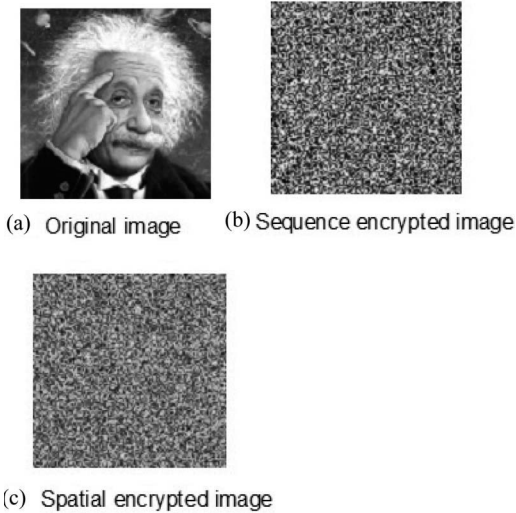 (a) Original image
(b) Sequence encrypted image
(c) Spatial encrypted image